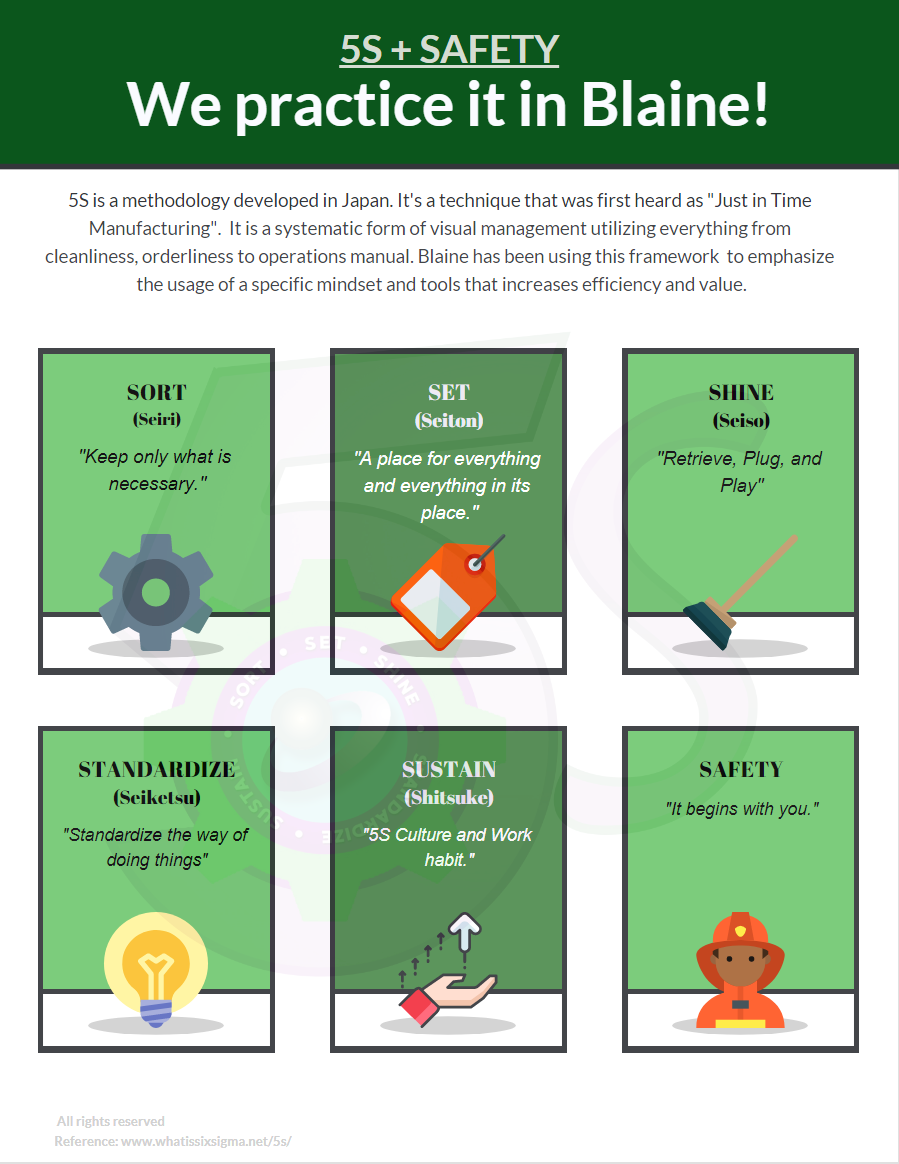 5S + SAFETY
We practice it in Blaine!
5S is a methodology developed in Japan. It's a technique that was first heard as "Just in Time
Manufacturing".  It is a systematic form of visual management utilizing everything from
cleanliness, orderliness to operations manual. Blaine has been using this framework  to emphasize
the usage of a specific mindset and tools that increases efficiency and value.
SORT
(Seiri)
"Keep only what is
necessary."
SET
(Seiton)
"A place for everything
and everything in its
place."
SHINE
(Seiso)
"Retrieve, Plug, and
Play"
SORT • SET • SHINE • STANDARDIZE • SUSTAIN •
STANDARDIZE
(Seiketsu)
"Standardize the way of
doing things"
SUSTAIN
(Shitsuke)
"5S Culture and Work
habit."
SAFETY
"It begins with you."
All rights reserved
Reference: www.whatissixsigma.net/5s/